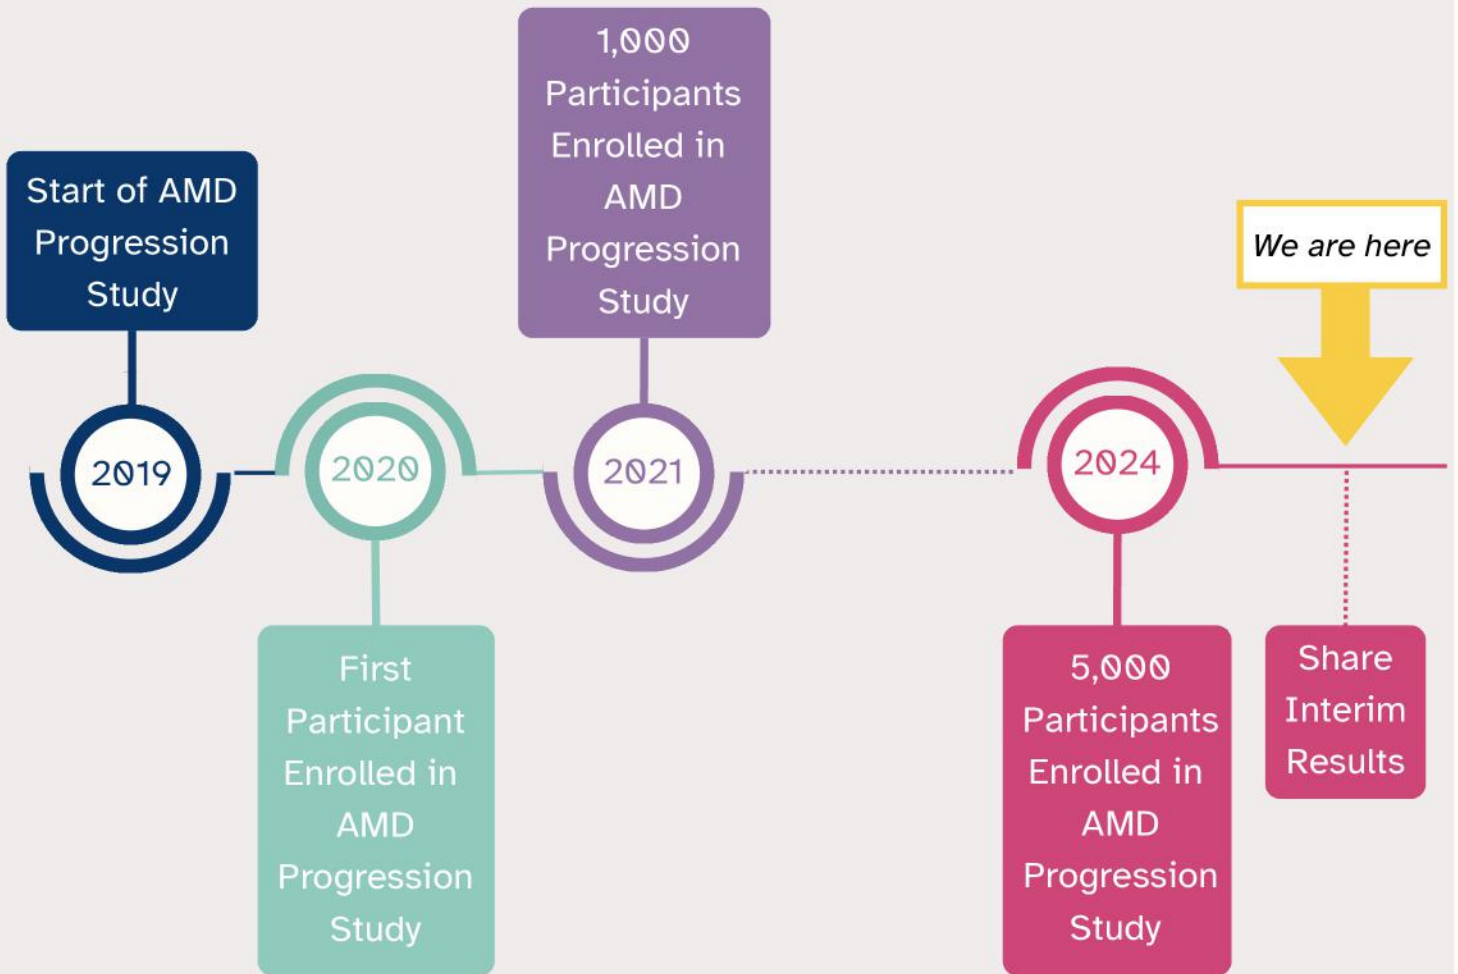 Start of AMD
Progression
Study
2019
First
Participant
Enrolled in
AMD
Progression
Study
2020
1,000
Participants
Enrolled in
AMD
Progression
Study
2021
2024
5,000
Participants
Enrolled in
AMD
Progression
Study
We are here
Share
Interim
Results